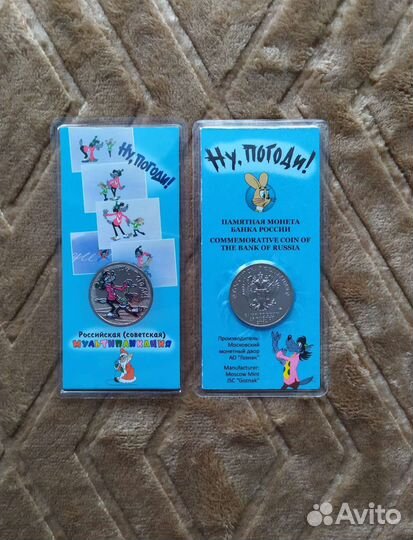 Ну, погоди!
Российская (советская)
мультипликация
Ну, погоди!
ПАМЯТНАЯ МОНЕТА
БАНКА РОССИИ
COMMEMORATIVE COIN OF
THE BANK OF RUSSIA
Производитель:
Московский
монетный двор
АО "Гознак"
Manufacturer:
Moscow Mint
JSC "Goznak"
Avito